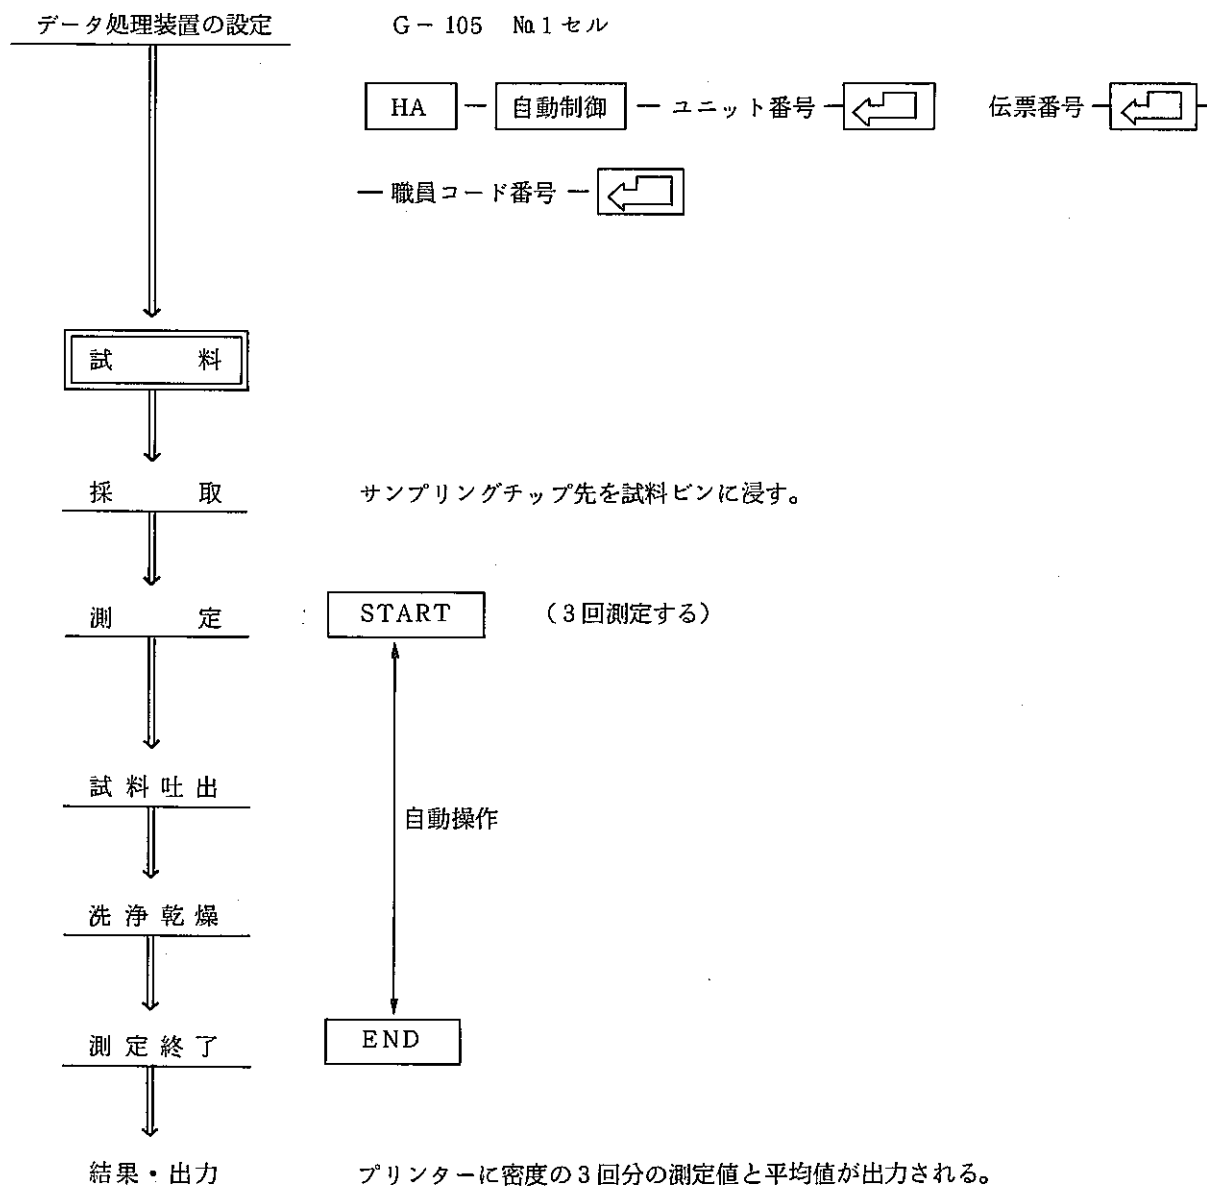 データ処理装置の設定　G－105　No.1セル
HA － 自動制御 － ユニット番号 － 伝票番号 －
－ 職員コード番号 －
試料
採取　サンプリングチップ先を試料ビンに浸す。
測定　START　（3回測定する）
試料吐出
自動操作
洗浄乾燥
測定終了　END
結果・出力　プリンターに密度の3回分の測定値と平均値が出力される。